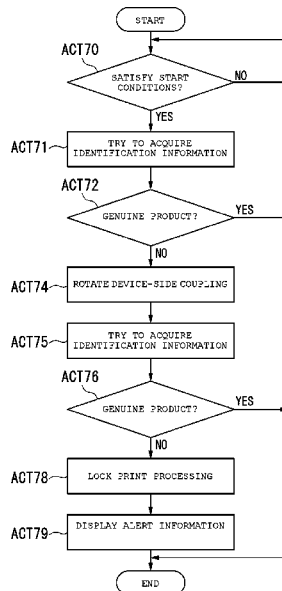 START
ACT70
SATISFY START
CONDITIONS?
NO
YES
ACT71
TRY TO ACQUIRE
IDENTIFICATION INFORMATION
ACT72
GENUINE PRODUCT?
YES
NO
ACT74
ROTATE DEVICE-SIDE COUPLING
ACT75
TRY TO ACQUIRE
IDENTIFICATION INFORMATION
ACT76
GENUINE PRODUCT?
YES
NO
ACT78
LOCK PRINT PROCESSING
ACT79
DISPLAY ALERT INFORMATION
END